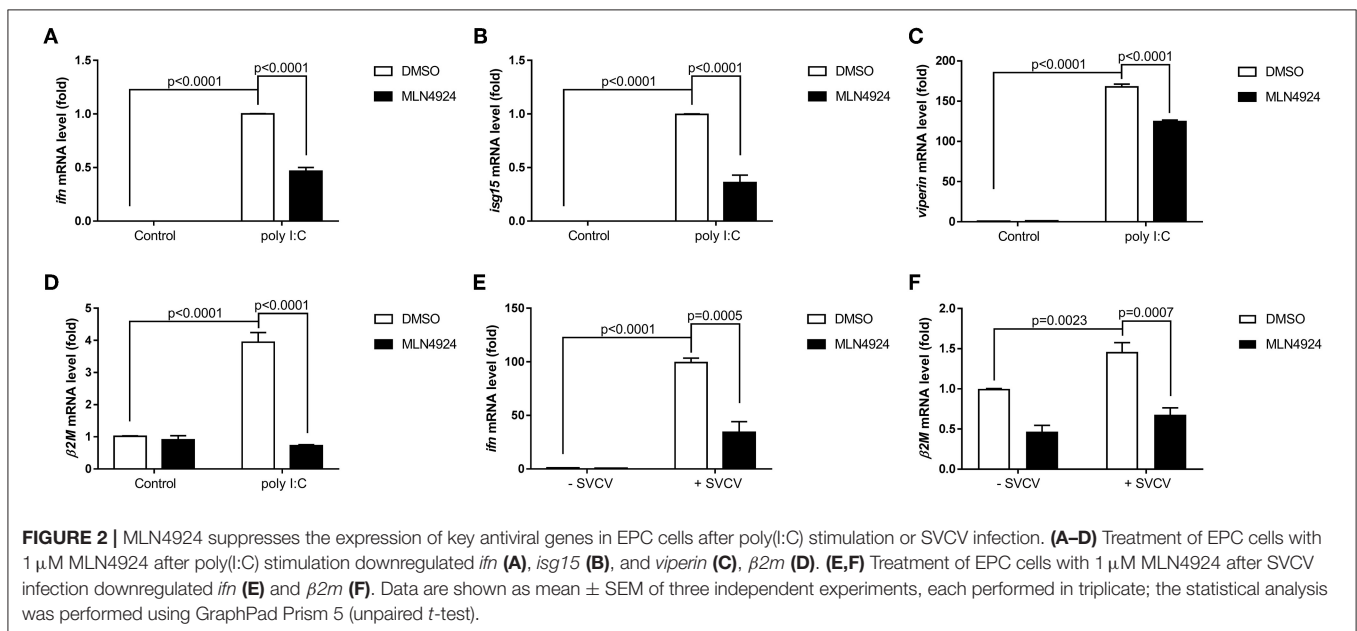 A
ifn mRNA level (fold)
1.5
1.0
0.5
0.0
p<0.0001
p<0.0001
Control
poly I:C
DMSO
MLN4924
B
isg15 mRNA level (fold)
1.5
1.0
0.5
0.0
p<0.0001
p<0.0001
Control
poly I:C
DMSO
MLN4924
C
viperin mRNA level (fold)
200
150
100
50
0
p<0.0001
p<0.0001
Control
poly I:C
DMSO
MLN4924
D
β2M mRNA level (fold)
5
4
3
2
1
0
p<0.0001
p<0.0001
Control
poly I:C
DMSO
MLN4924
E
ifn mRNA level (fold)
150
100
50
0
p<0.0001
p=0.0005
- SVCV
+ SVCV
DMSO
MLN4924
F
β2M mRNA level (fold)
2.0
1.5
1.0
0.5
0.0
p=0.0023
p=0.0007
- SVCV
+ SVCV
DMSO
MLN4924
FIGURE 2 | MLN4924 suppresses the expression of key antiviral genes in EPC cells after poly(I:C) stimulation or SVCV infection. (A–D) Treatment of EPC cells with
1 μM MLN4924 after poly(I:C) stimulation downregulated ifn (A), isg15 (B), and viperin (C), β2m (D). (E,F) Treatment of EPC cells with 1 μM MLN4924 after SVCV
infection downregulated ifn (E) and β2m (F). Data are shown as mean ± SEM of three independent experiments, each performed in triplicate; the statistical analysis
was performed using GraphPad Prism 5 (unpaired t-test).